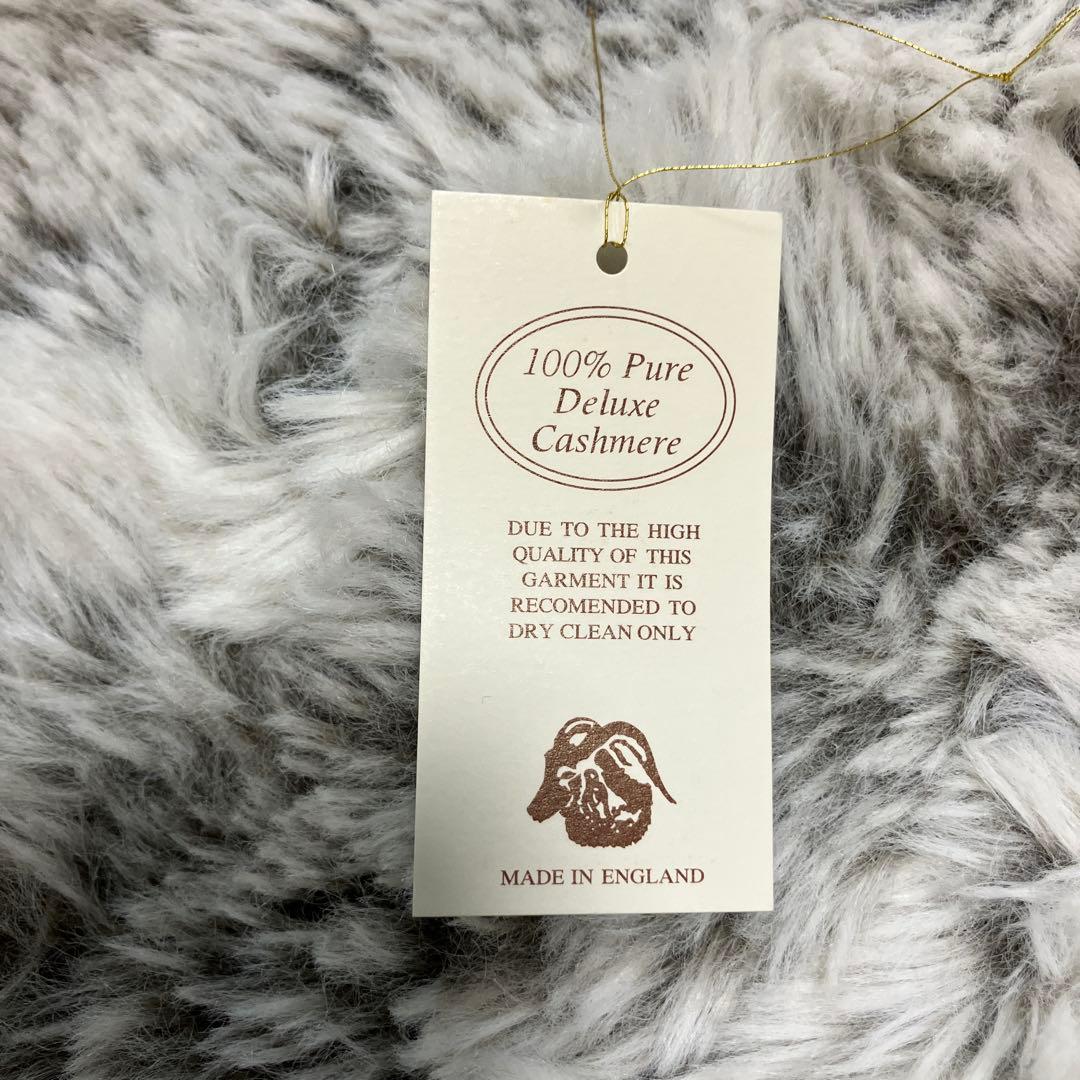 100% Pure
Deluxe
Cashmere
DUE TO THE HIGH
QUALITY OF THIS
GARMENT IT IS
RECOMENDED TO
DRY CLEAN ONLY
MADE IN ENGLAND